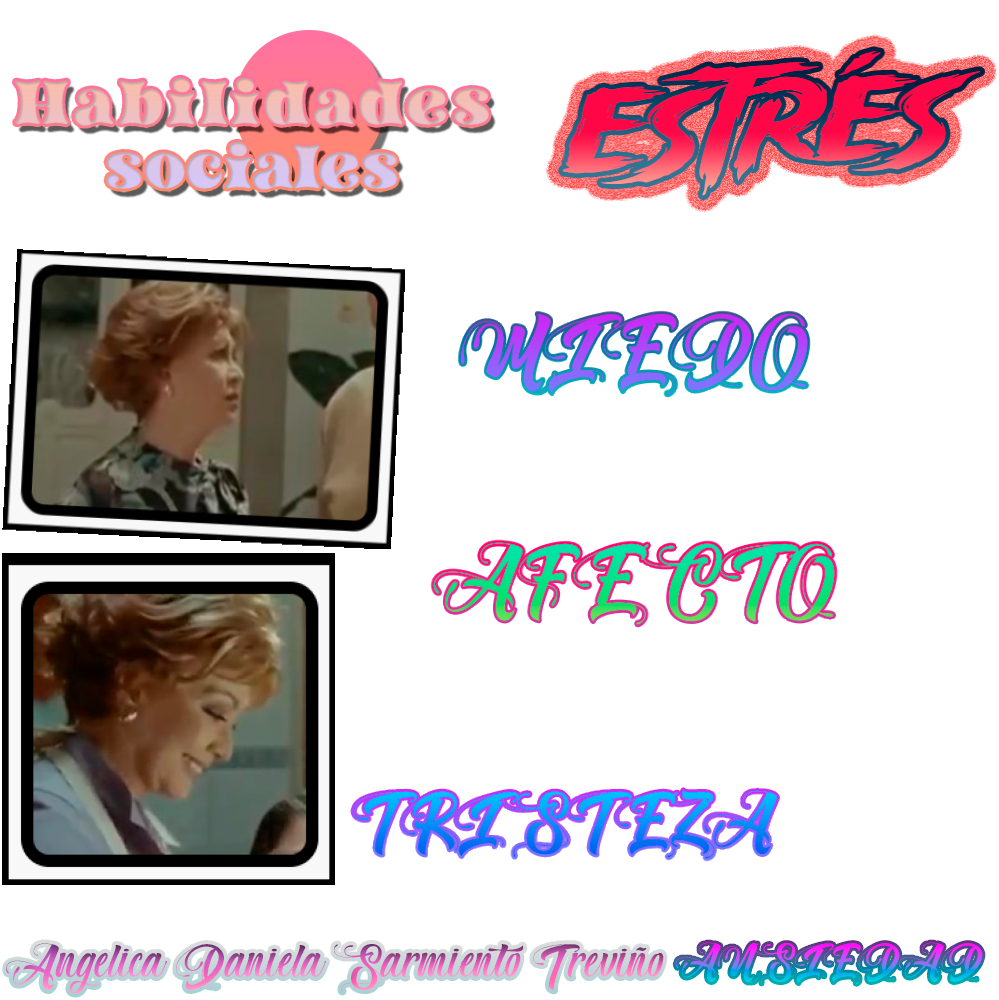 Habilidades
sociales
ESTRÉS
MIEDO
AFECTO
TRISTEZA
Angelica Daniela Sarmiento Treviño ANSIEDAD